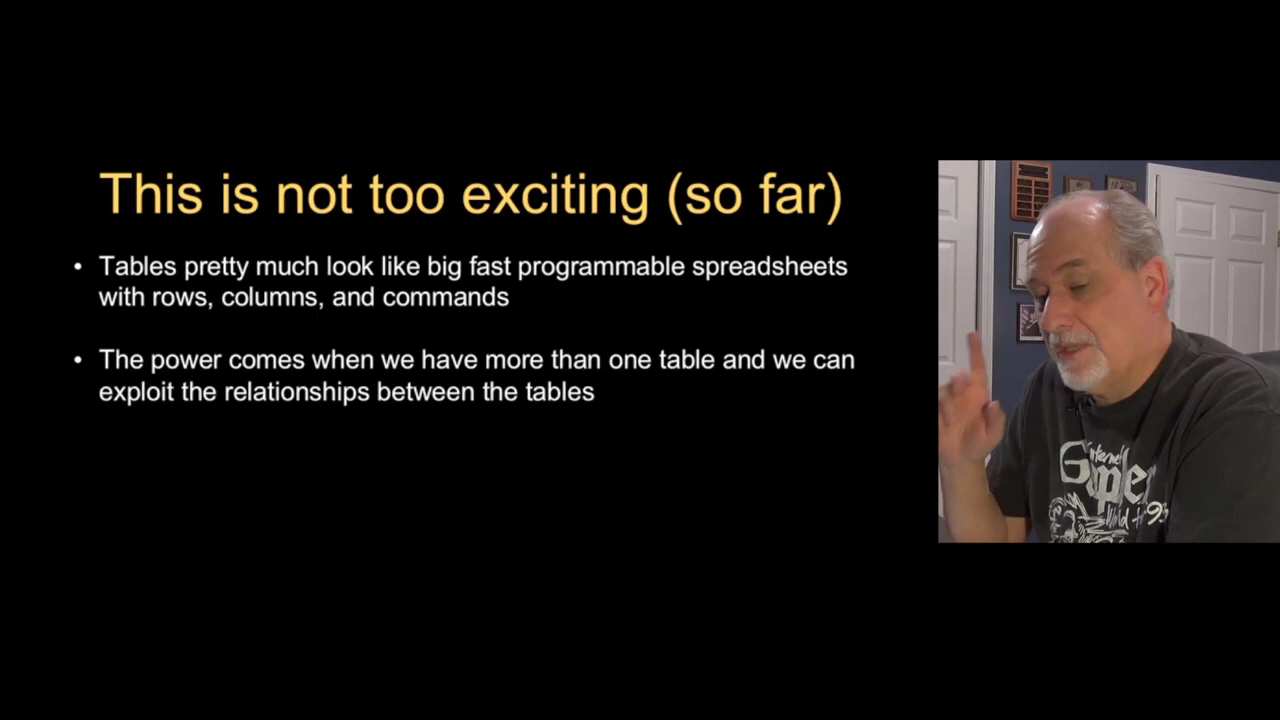 This is not too exciting (so far)
• Tables pretty much look like big fast programmable spreadsheets
with rows, columns, and commands
• The power comes when we have more than one table and we can
exploit the relationships between the tables
Internet
World